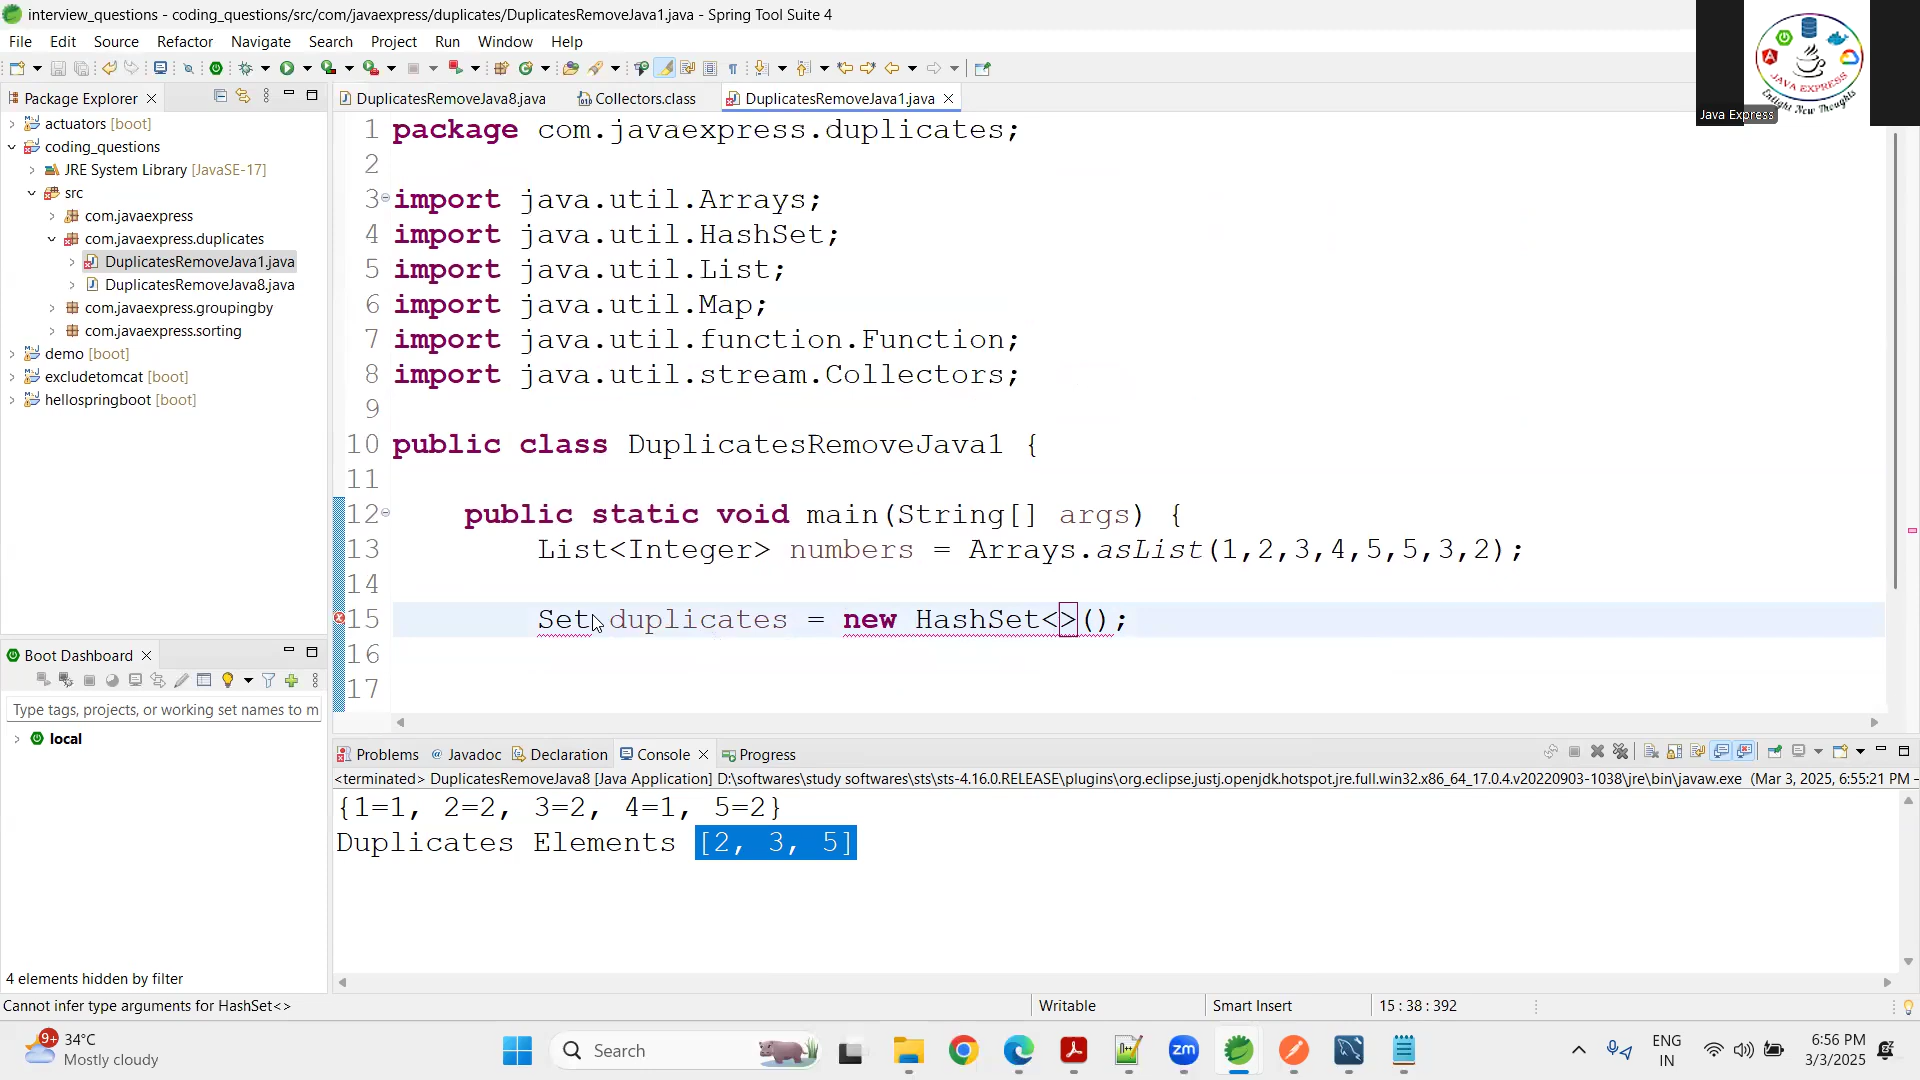 interview_questions - coding_questions/src/com/javaexpress/duplicates/DuplicatesRemoveJava1.java - Spring Tool Suite 4
File Edit Source Refactor Navigate Search Project Run Window Help
JAVA EXPRESS
Enlight New Thoughts
Java Express
Package Explorer
DuplicatesRemoveJava8.java
Collectors.class
DuplicatesRemoveJava1.java
actuators [boot]
coding_questions
JRE System Library [JavaSE-17]
src
com.javaexpress
com.javaexpress.duplicates
DuplicatesRemoveJava1.java
DuplicatesRemoveJava8.java
com.javaexpress.groupingby
com.javaexpress.sorting
demo [boot]
excludetomcat [boot]
hellospringboot [boot]
1 package com.javaexpress.duplicates;
2
3 import java.util.Arrays;
4 import java.util.HashSet;
5 import java.util.List;
6 import java.util.Map;
7 import java.util.function.Function;
8 import java.util.stream.Collectors;
9
10 public class DuplicatesRemoveJava1 {
11
12 public static void main(String[] args) {
13 List<Integer> numbers = Arrays.asList(1,2,3,4,5,5,3,2);
14
15 Set duplicates = new HashSet<>();
16
17
Boot Dashboard
Type tags, projects, or working set names to m
local
4 elements hidden by filter
Problems
@ Javadoc
Declaration
Console
Progress
<terminated> DuplicatesRemoveJava8 [Java Application] D:\softwares\study softwares\sts\sts-4.16.0.RELEASE\plugins\org.eclipse.justj.openjdk.hotspot.jre.full.win32.x86_64_17.0.4.v20220903-1038\jre\bin\javaw.exe (Mar 3, 2025, 6:55:21 PM –
{1=1, 2=2, 3=2, 4=1, 5=2}
Duplicates Elements [2, 3, 5]
Cannot infer type arguments for HashSet<>
Writable
Smart Insert
15 : 38 : 392
9+
34°C
Mostly cloudy
Search
zm
ENG
IN
6:56 PM
3/3/2025